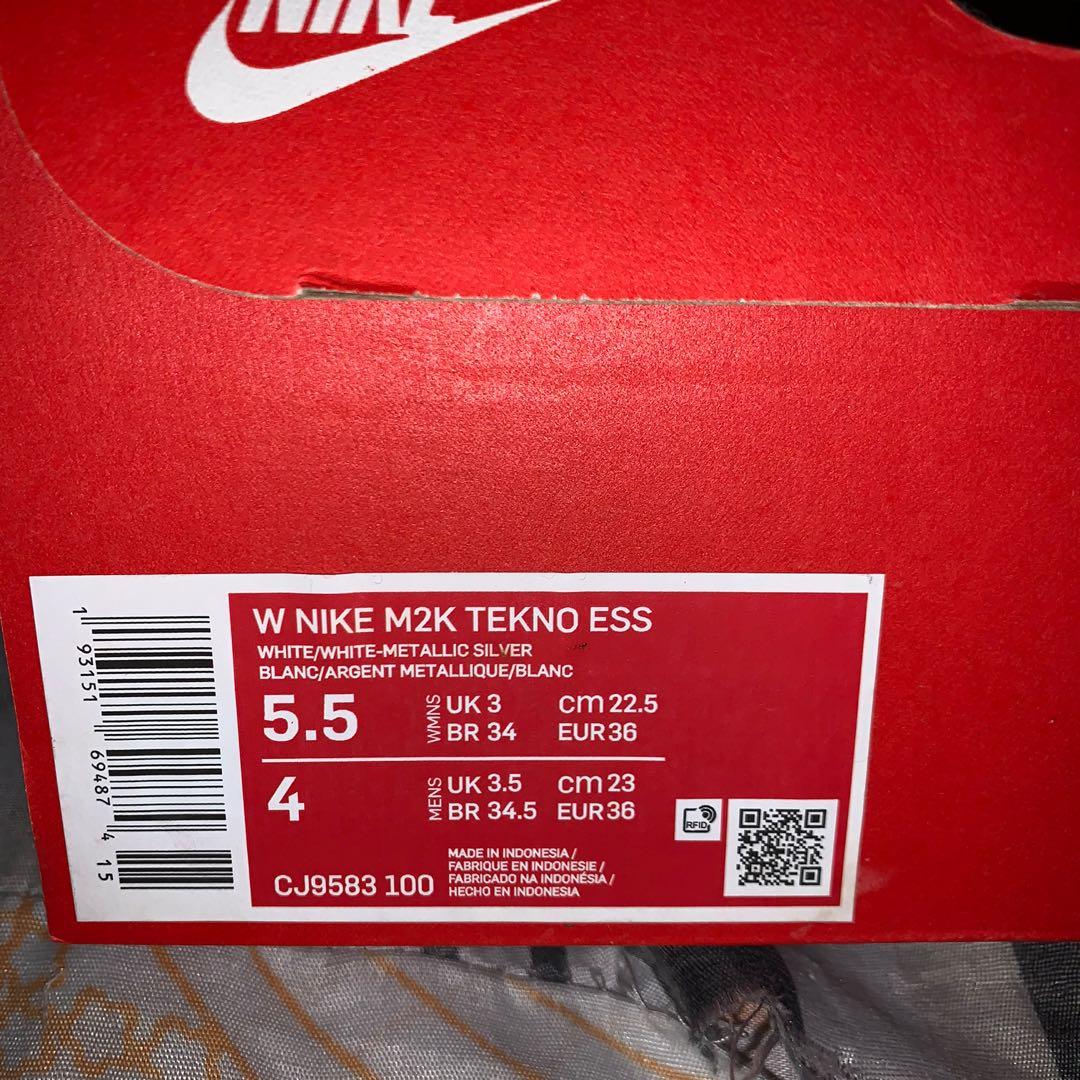 NIKE
W NIKE M2K TEKNO ESS
WHITE/WHITE-METALLIC SILVER
BLANC/ARGENT METALLIQUE/BLANC
5.5 WMNS UK 3 cm 22.5
BR 34 EUR 36
4 MENS UK 3.5 cm 23
BR 34.5 EUR 36
CJ9583 100
MADE IN INDONESIA /
FABRIQUE EN INDONESIE /
FABRICADO NA INDONÉSIA /
HECHO EN INDONESIA
RFID
1 93151 69487 4 15